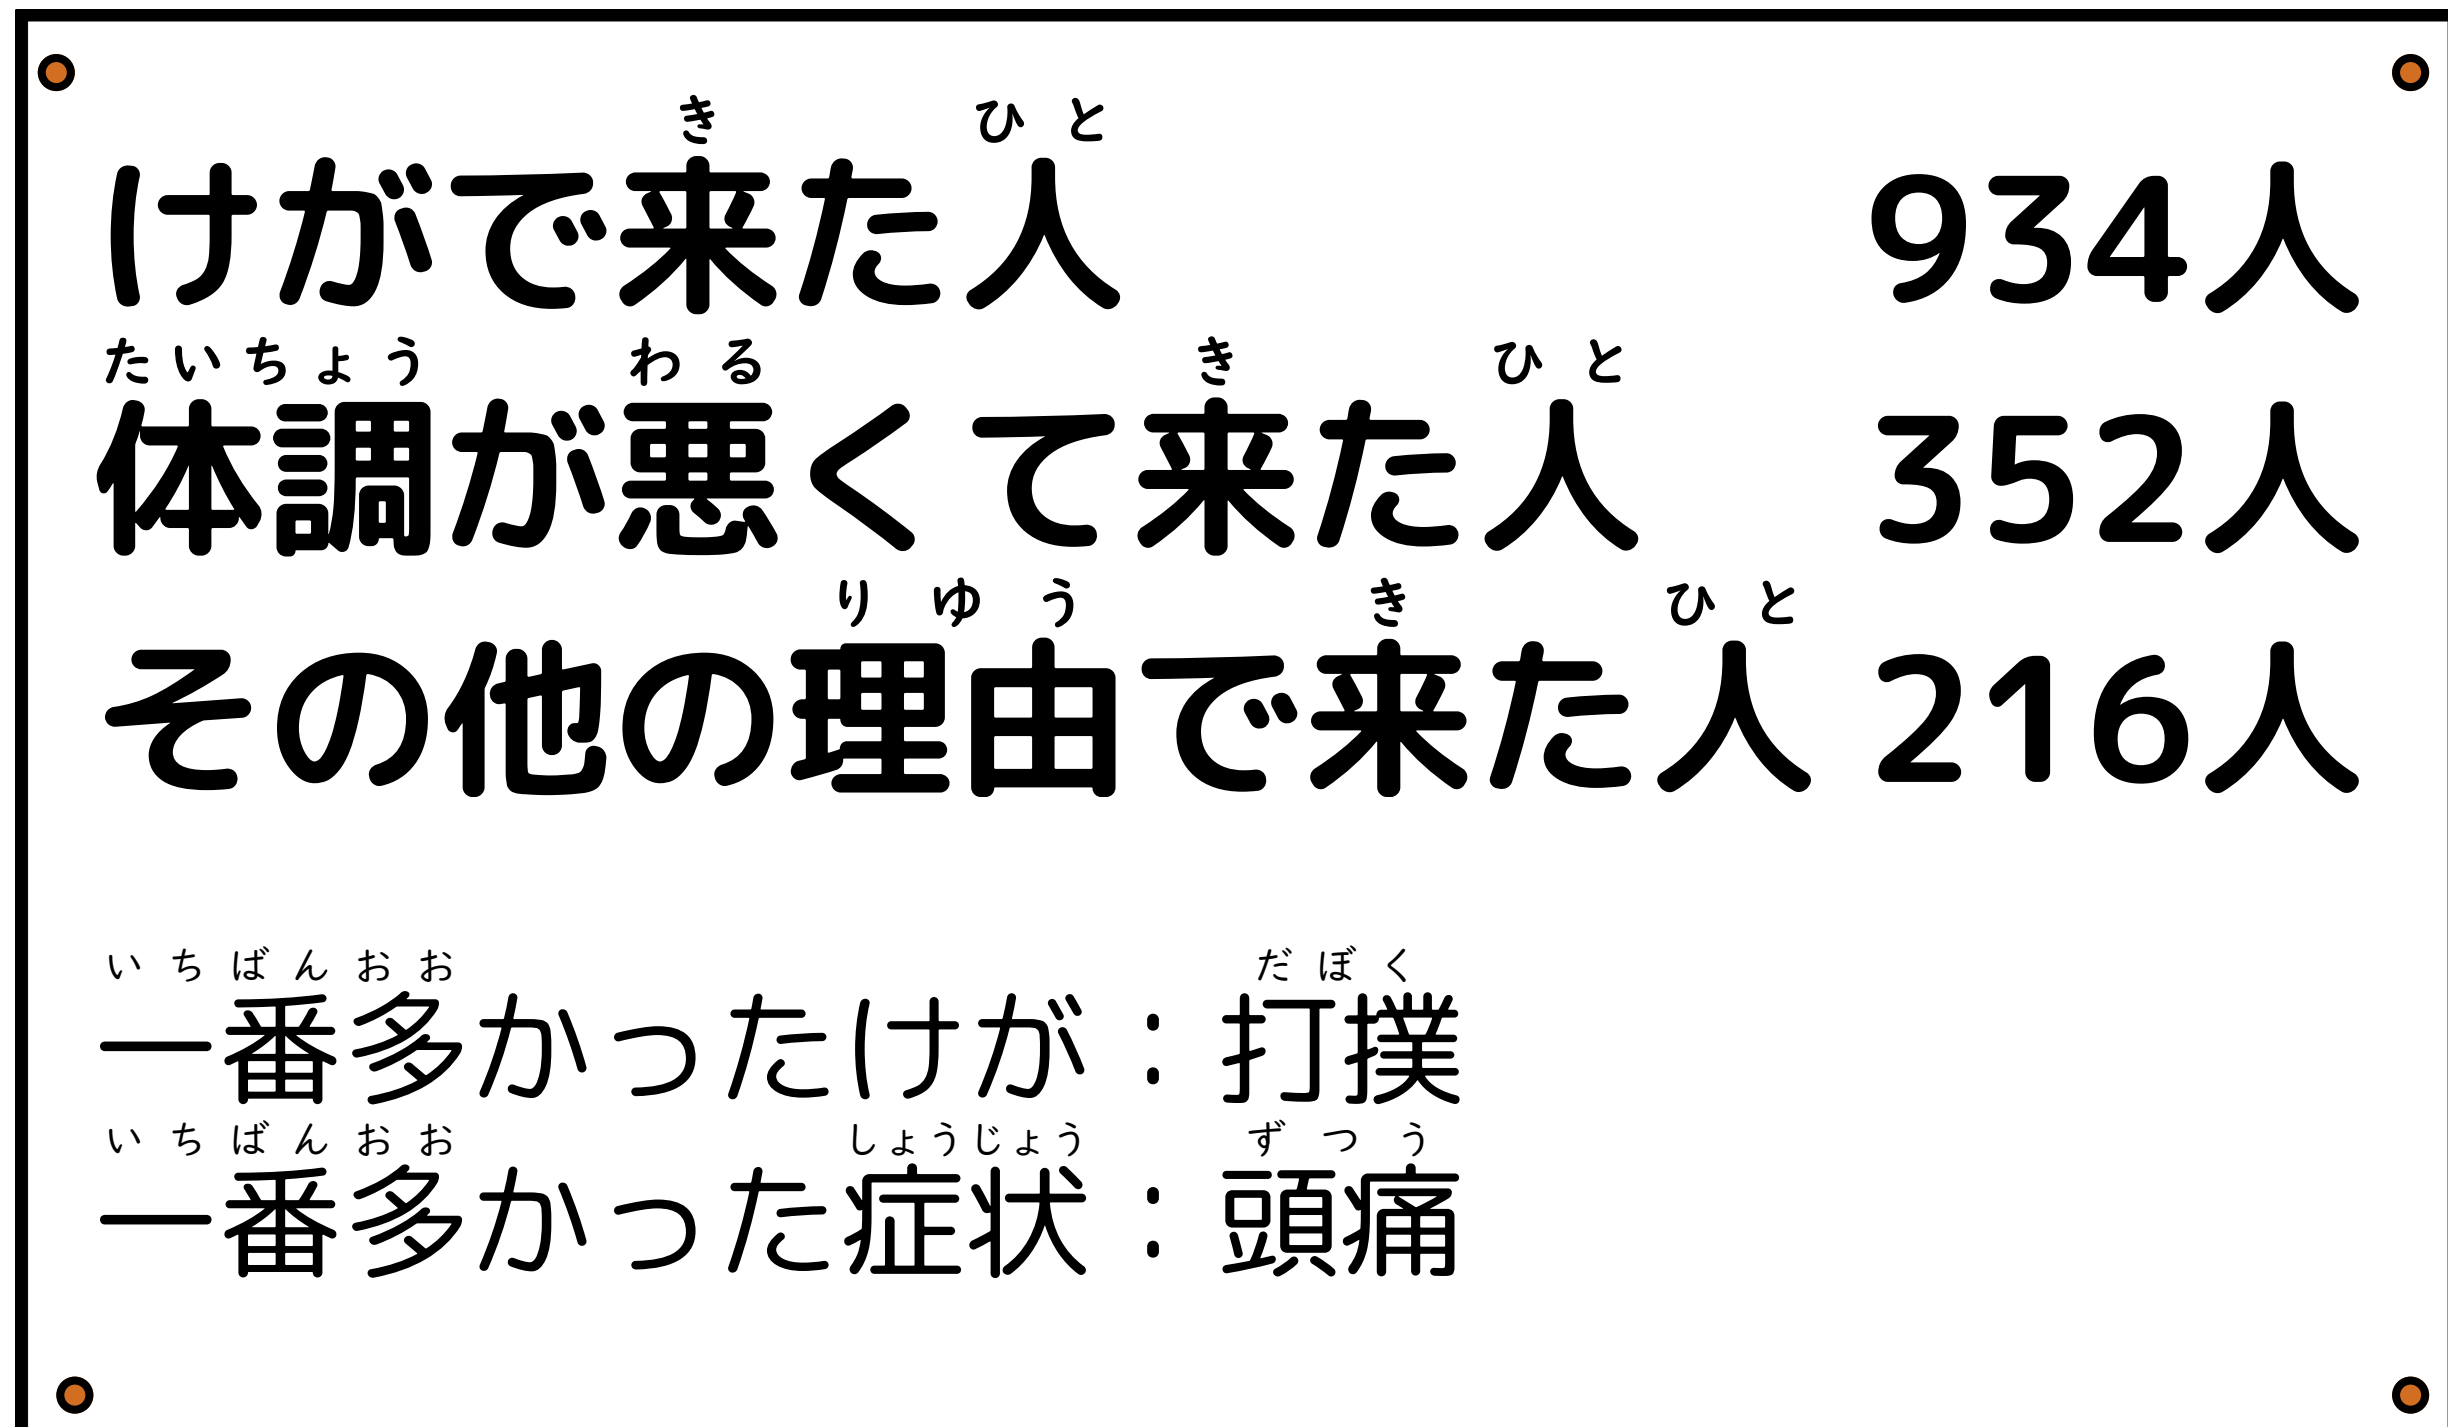 けがで来た人 934人
体調が悪くて来た人 352人
その他の理由で来た人 216人
一番多かったけが：打撲
一番多かった症状：頭痛